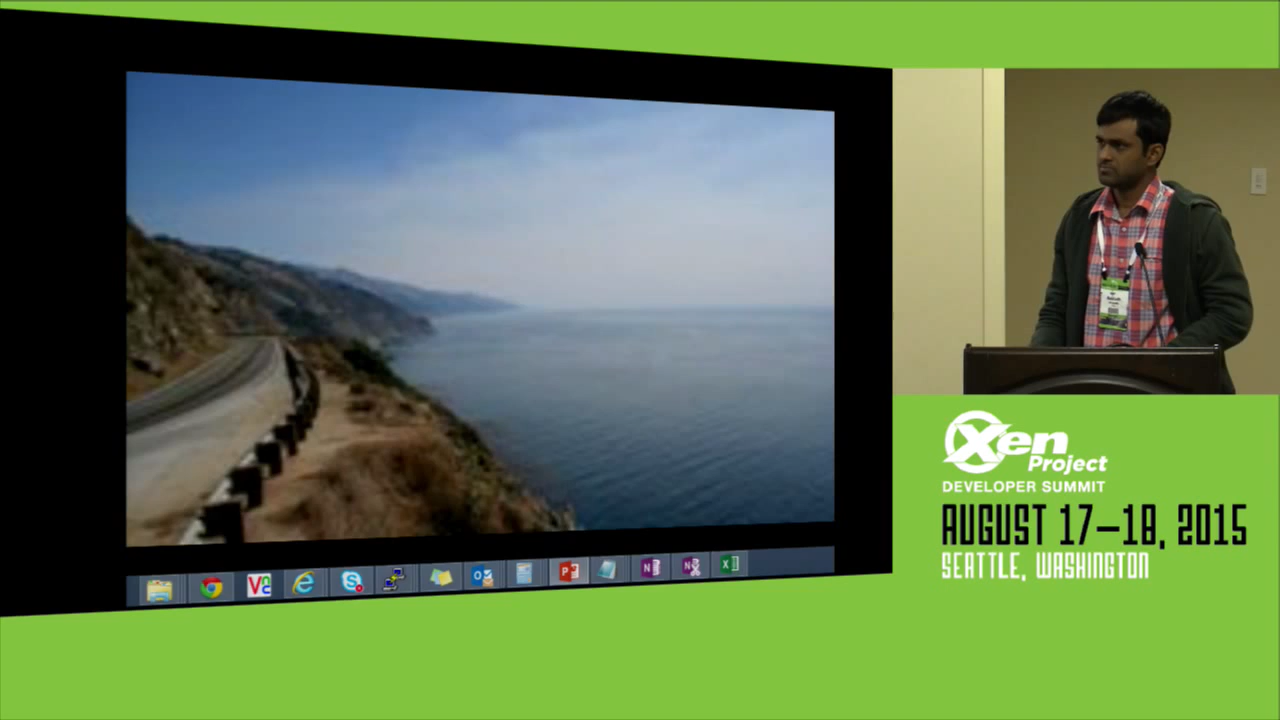 Xen
Project
DEVELOPER SUMMIT
AUGUST 17–18, 2015
SEATTLE, WASHINGTON